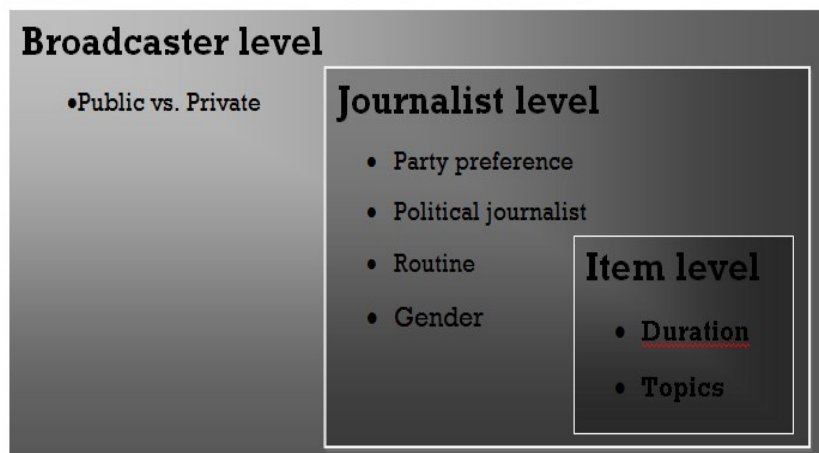 Broadcaster level
•Public vs. Private
Journalist level
• Party preference
• Political journalist
• Routine
• Gender
Item level
• Duration
• Topics